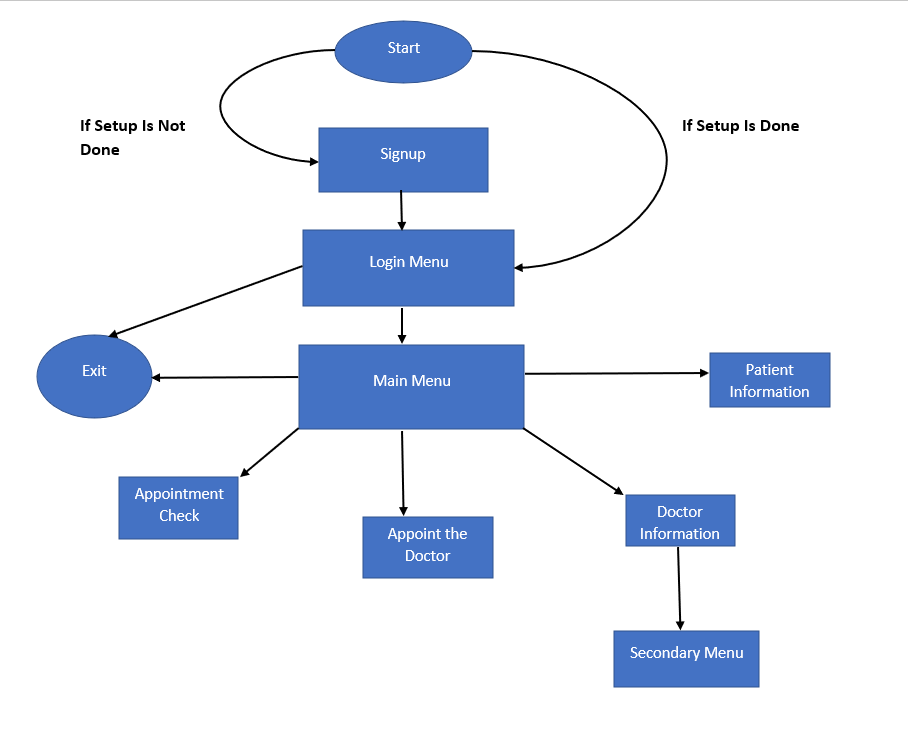 Start
If Setup Is Not
Done
If Setup Is Done
Signup
Login Menu
Exit
Main Menu
Patient
Information
Appointment
Check
Appoint the
Doctor
Doctor
Information
Secondary Menu